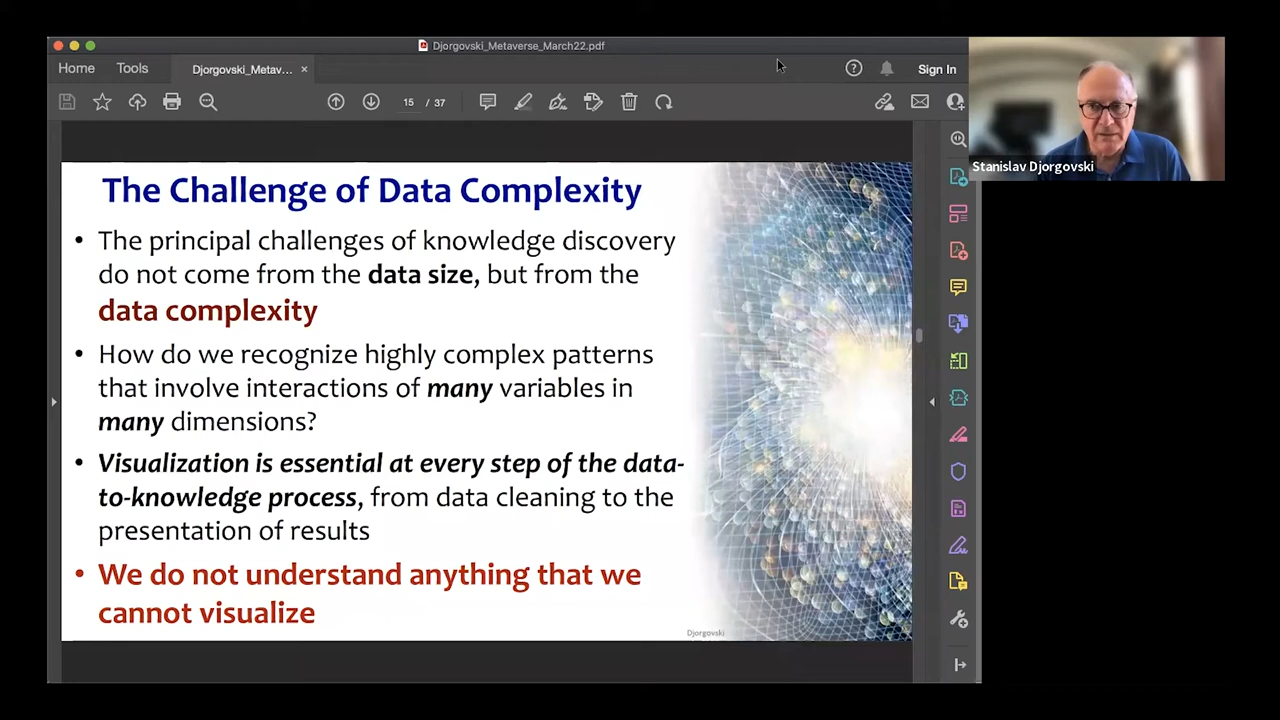 Djorgovski_Metaverse_March22.pdf
Home Tools Djorgovski_Metav... × ? Sign In
15 / 37
Stanislav Djorgovski
The Challenge of Data Complexity
• The principal challenges of knowledge discovery
do not come from the data size, but from the
data complexity
• How do we recognize highly complex patterns
that involve interactions of many variables in
many dimensions?
• Visualization is essential at every step of the data-
to-knowledge process, from data cleaning to the
presentation of results
• We do not understand anything that we
cannot visualize
Djorgovski